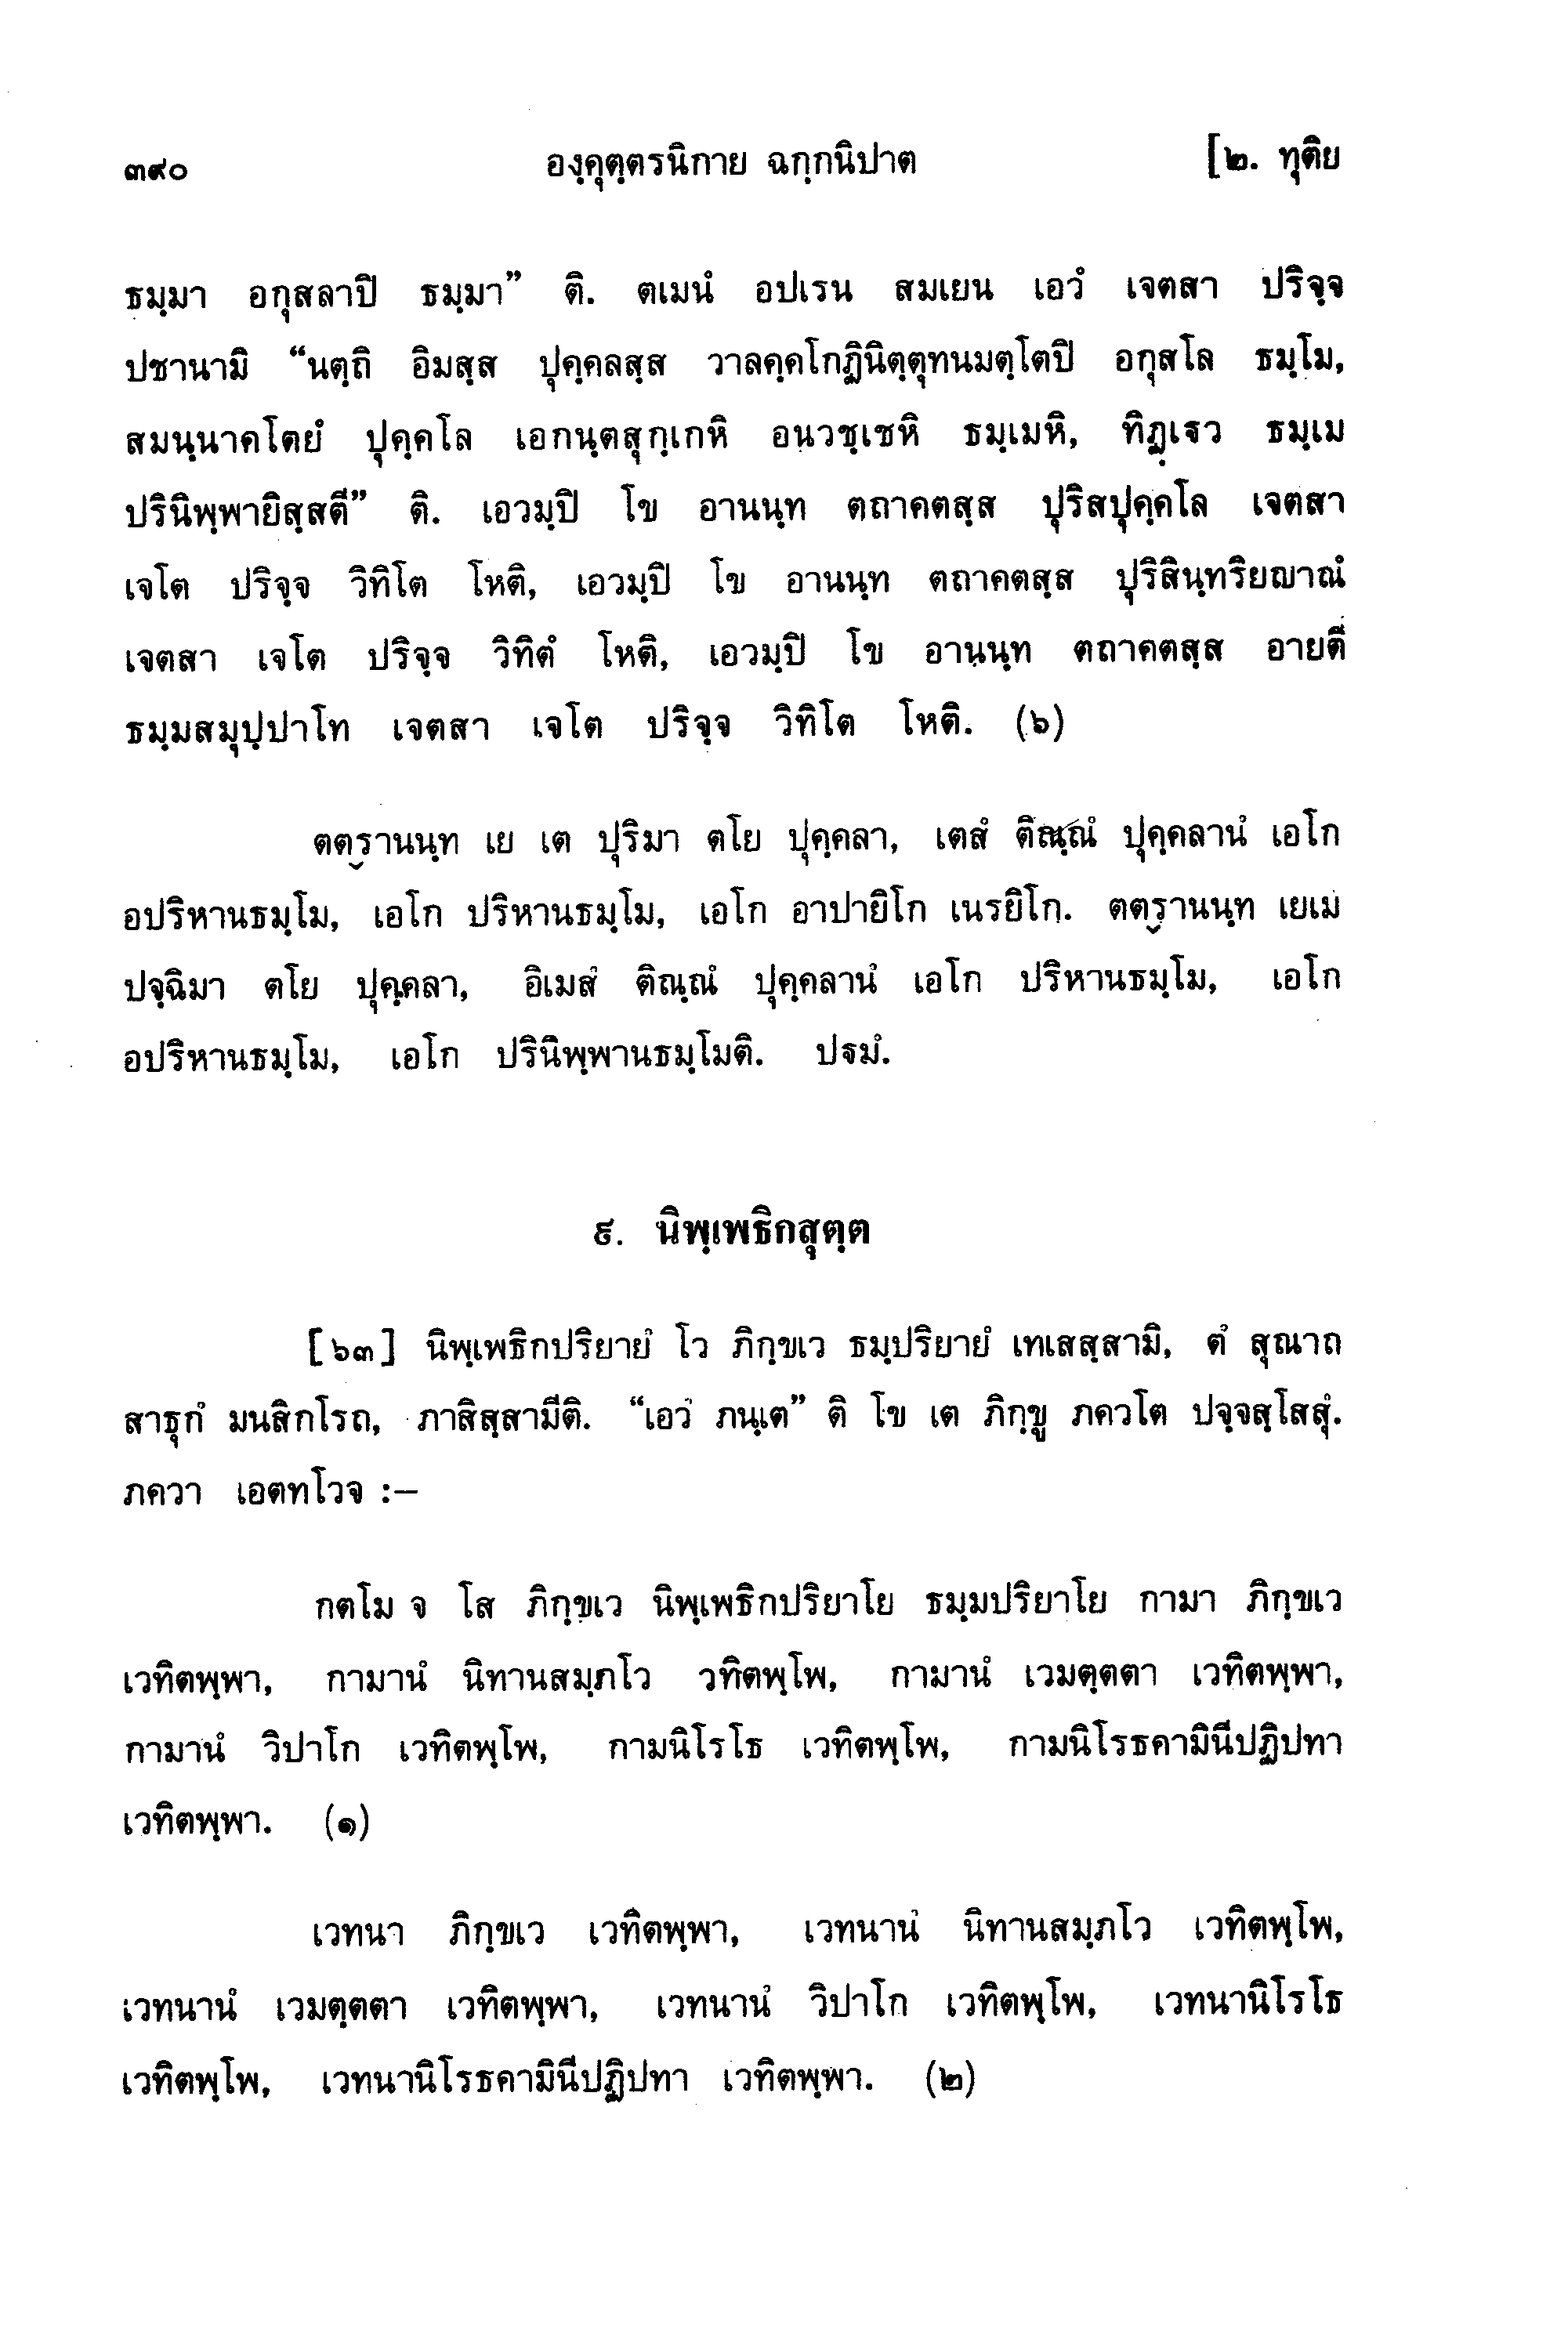 ๓๙๐ องฺคุตฺตรนิกาย ฉกฺกนิปาต [๒. ทุติย
ธมฺมา อกุสลาปิ ธมฺมา” ติ. ตเมนํ อปเรน สมเยน เอวํ เจตสา ปริจฺจ
ปชานามิ “นตฺถิ อิมสฺส ปุคฺคลสฺส วาลคฺคโกฏินิตฺตุทนมตฺโตปิ อกุสโล ธมฺโม,
สมนฺนาคโตยํ ปุคฺคโล เอกนฺตสุกฺเกหิ อนวชฺเชหิ ธมฺเมหิ, ทิฏฺเฐว ธมฺเม
ปรินิพฺพายิสฺสตี” ติ. เอวมฺปิ โข อานนฺท ตถาคตสฺส ปุริสปุคฺคโล เจตสา
เจโต ปริจฺจ วิทิโต โหติ, เอวมฺปิ โข อานนฺท ตถาคตสฺส ปุริสินฺทริยญาณํ
เจตสา เจโต ปริจฺจ วิทิตํ โหติ, เอวมฺปิ โข อานนฺท ตถาคตสฺส อายตึ
ธมฺมสมุปฺปาโท เจตสา เจโต ปริจฺจ วิทิโต โหติ. (๖)
ตตฺรานนฺท เย เต ปุริมา ตโย ปุคฺคลา, เตสํ ติณฺณํ ปุคฺคลานํ เอโก
อปริหานธมฺโม, เอโก ปริหานธมฺโม, เอโก อาปายิโก เนรยิโก. ตตฺรานนฺท เยเม
ปจฺฉิมา ตโย ปุคฺคลา, อิเมสํ ติณฺณํ ปุคฺคลานํ เอโก ปริหานธมฺโม, เอโก
อปริหานธมฺโม, เอโก ปรินิพฺพานธมฺโมติ. ปฐมํ.
๙. นิพฺเพธิกสุตฺต
[๖๓] นิพฺเพธิกปริยายํ โว ภิกฺขเว ธมฺปริยายํ เทเสสฺสามิ, ตํ สุณาถ
สาธุกํ มนสิกโรถ, ภาสิสฺสามีติ. “เอวํ ภนฺเต” ติ โข เต ภิกฺขู ภควโต ปจฺจสฺโสสุํ.
ภควา เอตทโวจ :–
กตโม จ โส ภิกฺขเว นิพฺเพธิกปริยาโย ธมฺมปริยาโย กามา ภิกฺขเว
เวทิตพฺพา, กามานํ นิทานสมฺภโว วทิตพฺโพ, กามานํ เวมตฺตตา เวทิตพฺพา,
กามานํ วิปาโก เวทิตพฺโพ, กามนิโรโธ เวทิตพฺโพ, กามนิโรธคามินีปฏิปทา
เวทิตพฺพา. (๑)
เวทนา ภิกฺขเว เวทิตพฺพา, เวทนานํ นิทานสมฺภโว เวทิตพฺโพ,
เวทนานํ เวมตฺตตา เวทิตพฺพา, เวทนานํ วิปาโก เวทิตพฺโพ, เวทนานิโรโธ
เวทิตพฺโพ, เวทนานิโรธคามินีปฏิปทา เวทิตพฺพา. (๒)